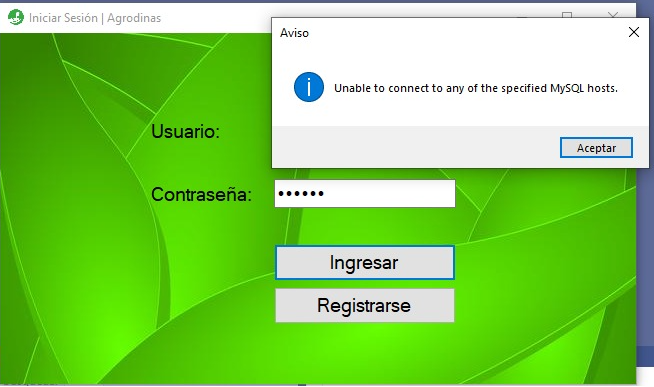 Iniciar Sesión | Agrodinas
Aviso
Unable to connect to any of the specified MySQL hosts.
Aceptar
Usuario:
Contraseña:
••••••
Ingresar
Registrarse